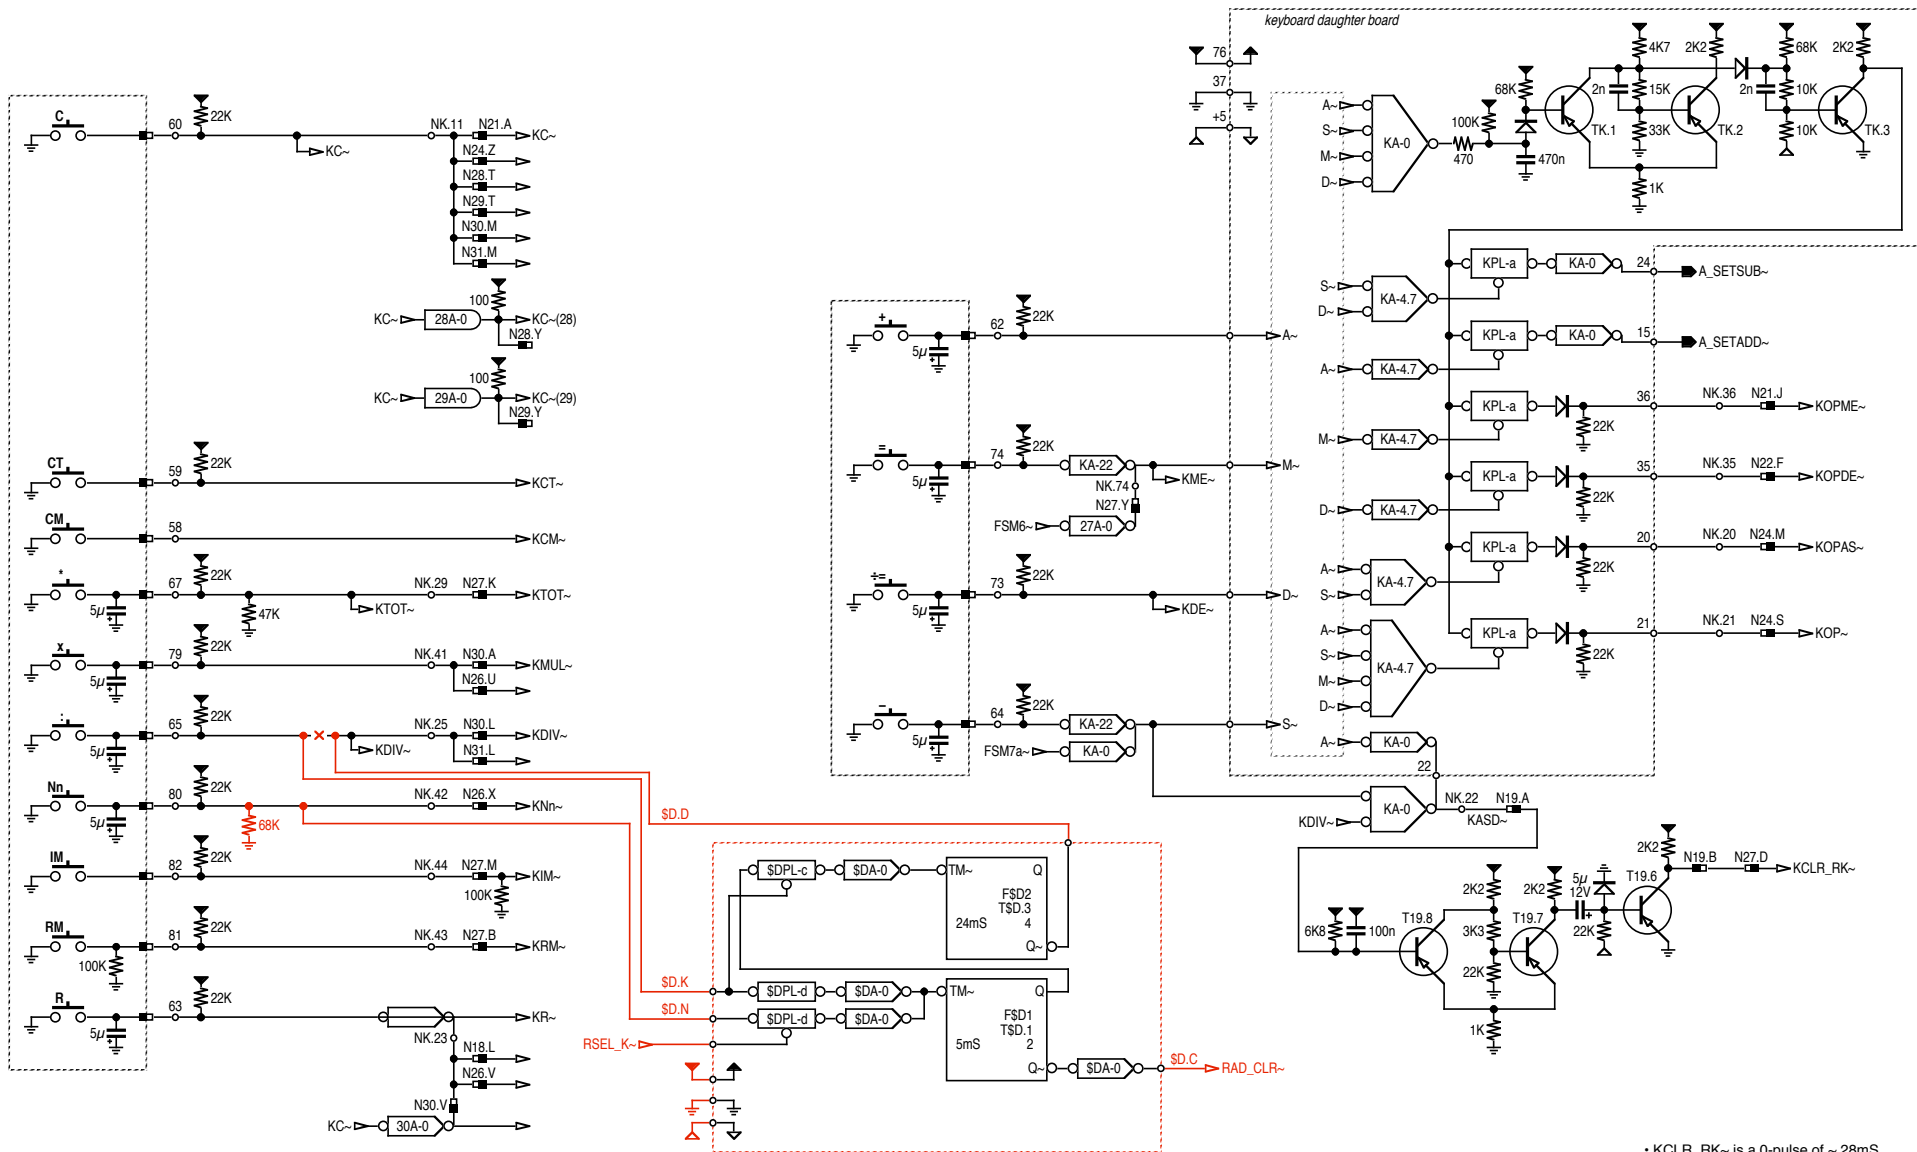 keyboard daughter board
76
37
+5
4K7
2K2
68K
2K2
2n
15K
2n
10K
68K
100K
TK.1
33K
TK.2
10K
TK.3
470
470n
1K
A~
S~
M~
D~
KA-0
C
60
22K
KC~
NK.11
N21.A
KC~
N24.Z
N28.T
N29.T
N30.M
N31.M
100
KC~
28A-0
KC~(28)
N28.Y
100
KC~
29A-0
KC~(29)
N29.Y
CT
59
22K
KCT~
CM
58
KCM~
*
67
22K
5µ
+
47K
KTOT~
NK.29
N27.K
KTOT~
x
79
22K
5µ
+
NK.41
N30.A
KMUL~
N26.U
:
65
22K
5µ
+
KDIV~
NK.25
N30.L
KDIV~
N31.L
Nn
80
22K
5µ
+
68K
NK.42
N26.X
KNn~
IM
82
22K
NK.44
N27.M
KIM~
100K
RM
81
22K
100K
NK.43
N27.B
KRM~
R
63
22K
5µ
+
KR~
NK.23
N18.L
N26.V
N30.V
KC~
30A-0
+
62
22K
5µ
+
A~
=
74
22K
5µ
+
KA-22
KME~
M~
NK.74
N27.Y
FSM6~
27A-0
÷=
73
22K
5µ
+
KDE~
D~
−
64
22K
5µ
+
KA-22
S~
FSM7a~
KA-0
S~
D~
KA-4.7
KPL-a
KA-0
24
A_SETSUB~
A~
KA-4.7
KPL-a
KA-0
15
A_SETADD~
M~
KA-4.7
KPL-a
22K
36
NK.36
N21.J
KOPME~
D~
KA-4.7
KPL-a
22K
35
NK.35
N22.F
KOPDE~
A~
S~
KA-4.7
KPL-a
22K
20
NK.20
N24.M
KOPAS~
A~
S~
M~
D~
KA-4.7
KPL-a
22K
21
NK.21
N24.S
KOP~
A~
KA-0
22
KDIV~
KA-0
NK.22
N19.A
KASD~
6K8
100n
T19.8
2K2
3K3
22K
2K2
T19.7
1K
5µ
12V
+
22K
2K2
T19.6
N19.B
N27.D
KCLR_RK~
$D.D
$DPL-c
$DA-0
TM~
Q
F$D2
T$D.3
24mS
4
Q~
$D.K
$DPL-d
$DA-0
TM~
Q
$D.N
$DPL-d
$DA-0
F$D1
T$D.1
5mS
2
RSEL_K~
Q~
$DA-0
$D.C
RAD_CLR~
• KCLR_RK~ is a 0-pulse of ~ 28mS